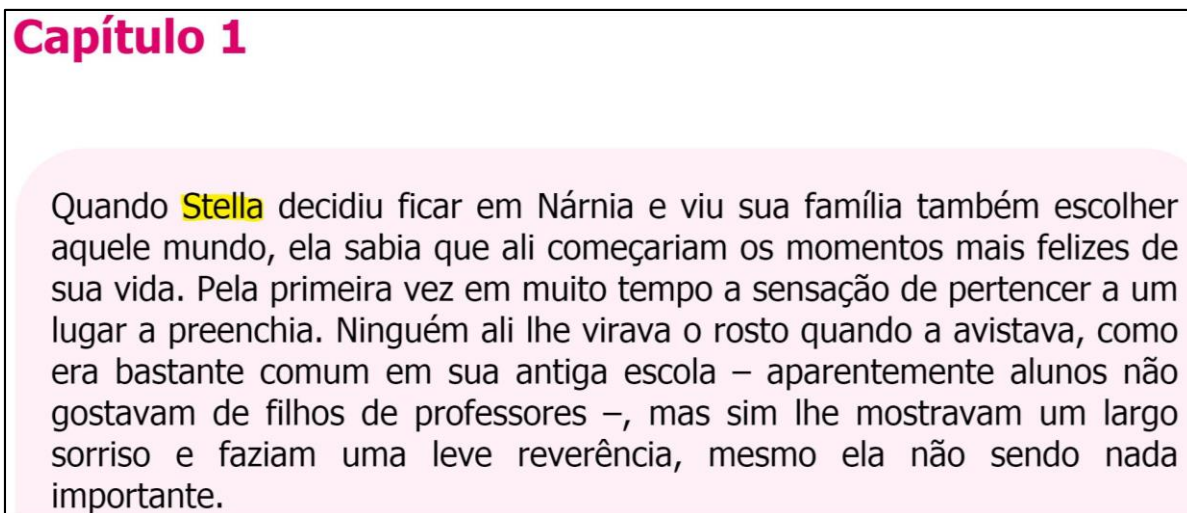 Capítulo 1
Quando Stella decidiu ficar em Nárnia e viu sua família também escolher
aquele mundo, ela sabia que ali começariam os momentos mais felizes de
sua vida. Pela primeira vez em muito tempo a sensação de pertencer a um
lugar a preenchia. Ninguém ali lhe virava o rosto quando a avistava, como
era bastante comum em sua antiga escola – aparentemente alunos não
gostavam de filhos de professores –, mas sim lhe mostravam um largo
sorriso e faziam uma leve reverência, mesmo ela não sendo nada
importante.